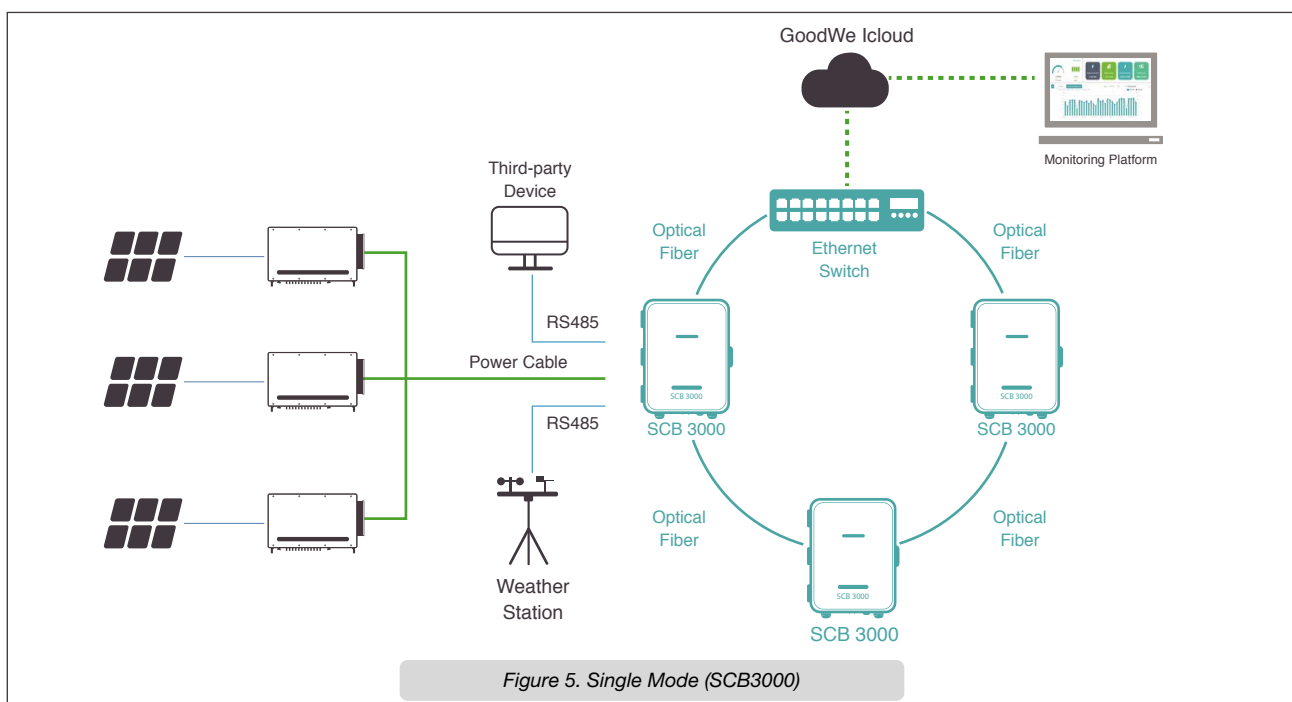 GoodWe Icloud
Monitoring Platform
Third-party
Device
Optical
Fiber
Ethernet
Switch
Optical
Fiber
RS485
Power Cable
RS485
SCB 3000
SCB 3000
SCB 3000
SCB 3000
Optical
Fiber
Optical
Fiber
Weather
Station
SCB 3000
SCB 3000
Figure 5. Single Mode (SCB3000)